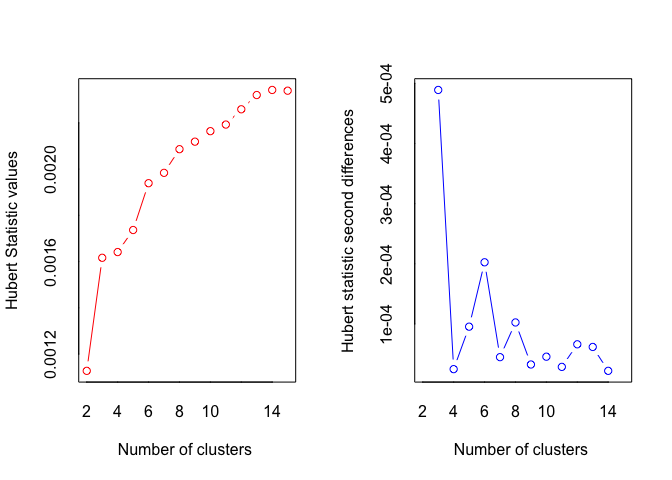 Hubert Statistic values
0.0012
0.0016
0.0020
2
4
6
8
10
14
Number of clusters
Hubert statistic second differences
1e-04
2e-04
3e-04
4e-04
5e-04
2
4
6
8
10
14
Number of clusters